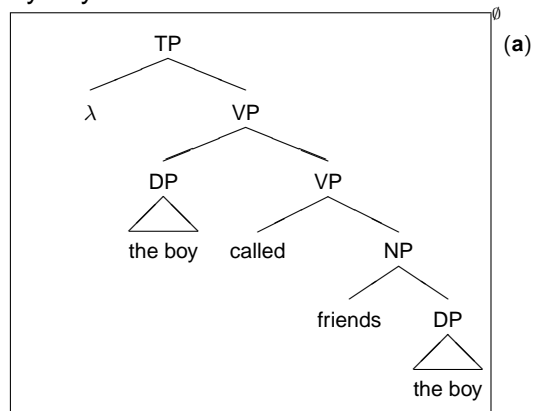 ∅
TP (a)
λ VP
DP VP
the boy called NP
friends DP
the boy